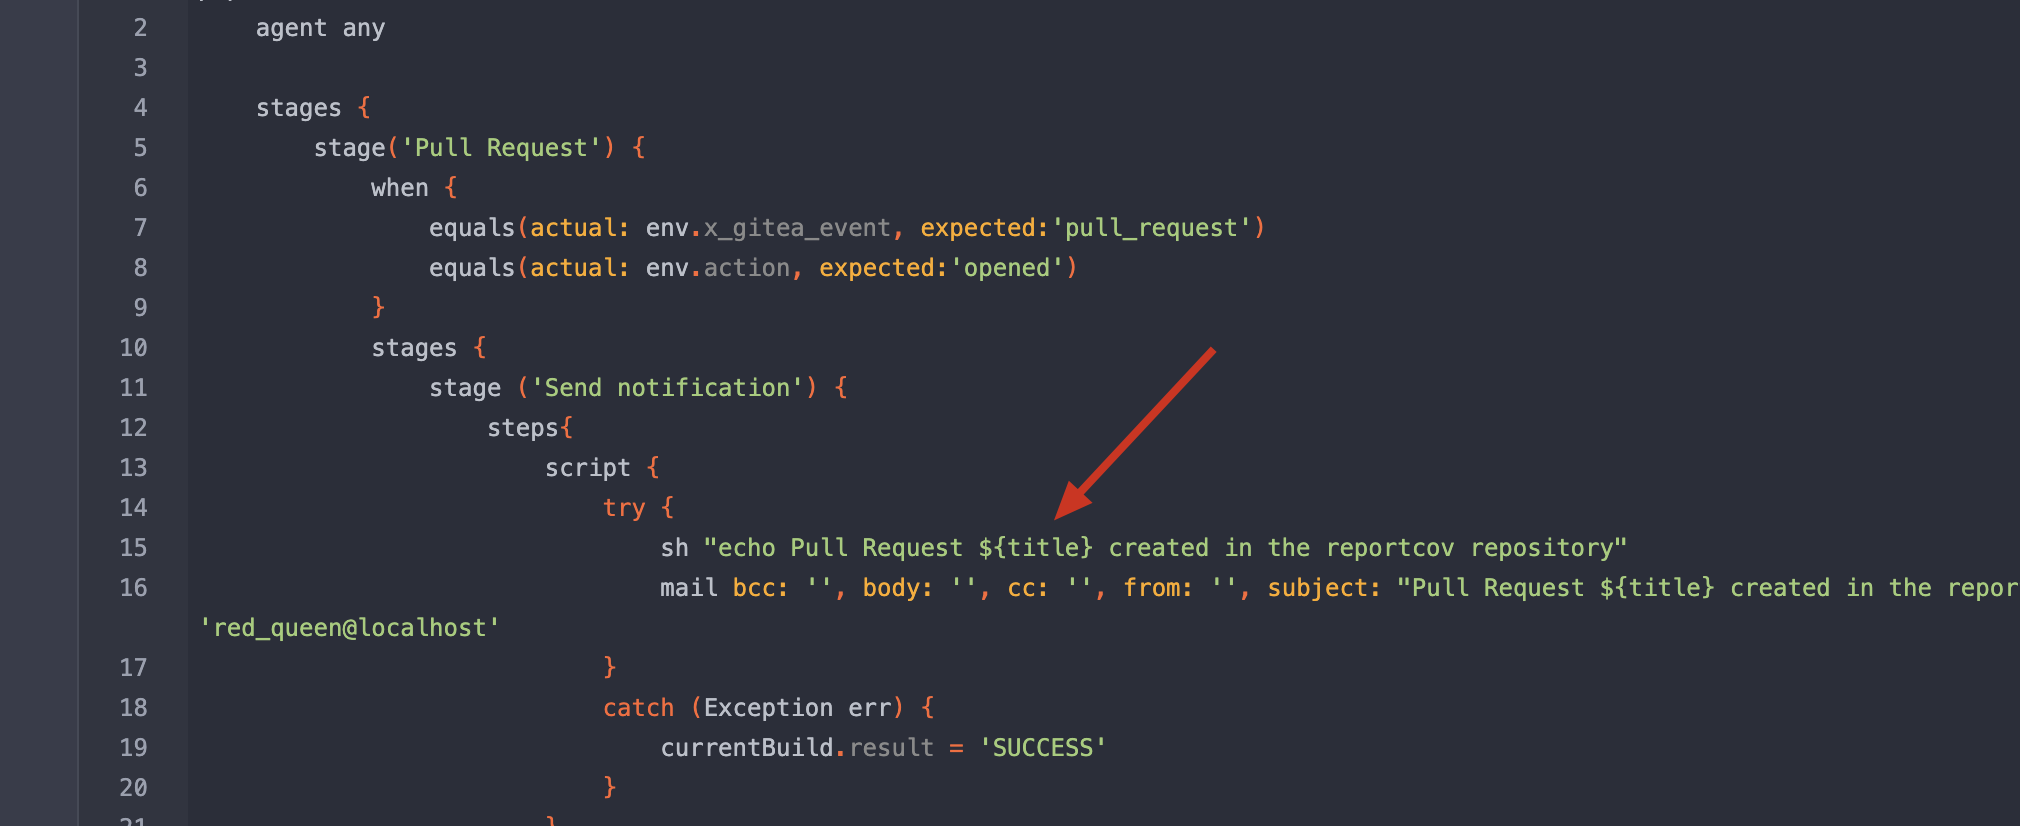 2 agent any
3
4 stages {
5 stage('Pull Request') {
6 when {
7 equals(actual: env.x_gitea_event, expected:'pull_request')
8 equals(actual: env.action, expected:'opened')
9 }
10 stages {
11 stage ('Send notification') {
12 steps{
13 script {
14 try {
15 sh "echo Pull Request ${title} created in the reportcov repository"
16 mail bcc: '', body: '', cc: '', from: '', subject: "Pull Request ${title} created in the repor
'red_queen@localhost'
17 }
18 catch (Exception err) {
19 currentBuild.result = 'SUCCESS'
20 }
21 }